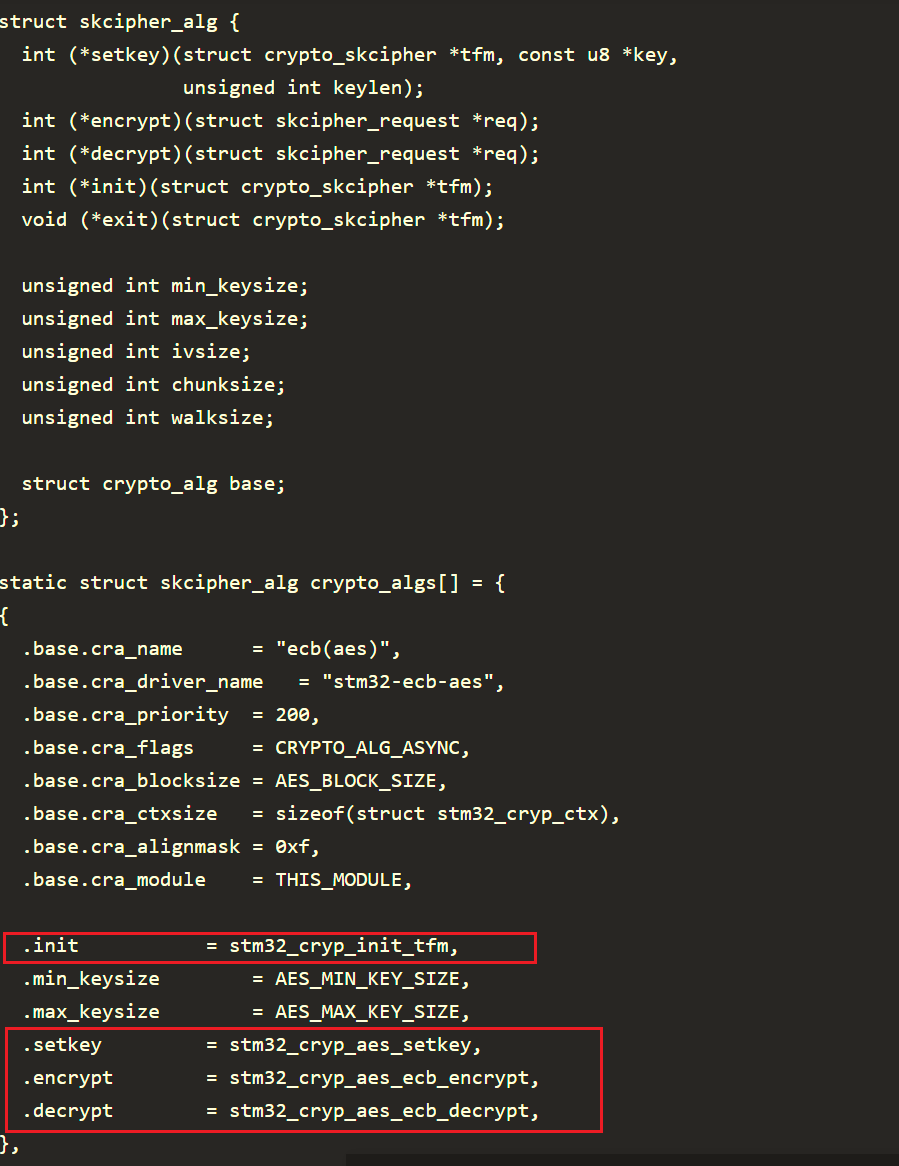 struct skcipher_alg {
  int (*setkey)(struct crypto_skcipher *tfm, const u8 *key,
                unsigned int keylen);
  int (*encrypt)(struct skcipher_request *req);
  int (*decrypt)(struct skcipher_request *req);
  int (*init)(struct crypto_skcipher *tfm);
  void (*exit)(struct crypto_skcipher *tfm);

  unsigned int min_keysize;
  unsigned int max_keysize;
  unsigned int ivsize;
  unsigned int chunksize;
  unsigned int walksize;

  struct crypto_alg base;
};

static struct skcipher_alg crypto_algs[] = {
{
  .base.cra_name      = "ecb(aes)",
  .base.cra_driver_name   = "stm32-ecb-aes",
  .base.cra_priority  = 200,
  .base.cra_flags     = CRYPTO_ALG_ASYNC,
  .base.cra_blocksize = AES_BLOCK_SIZE,
  .base.cra_ctxsize   = sizeof(struct stm32_cryp_ctx),
  .base.cra_alignmask = 0xf,
  .base.cra_module    = THIS_MODULE,

  .init           = stm32_cryp_init_tfm,
  .min_keysize        = AES_MIN_KEY_SIZE,
  .max_keysize        = AES_MAX_KEY_SIZE,
  .setkey         = stm32_cryp_aes_setkey,
  .encrypt        = stm32_cryp_aes_ecb_encrypt,
  .decrypt        = stm32_cryp_aes_ecb_decrypt,
},